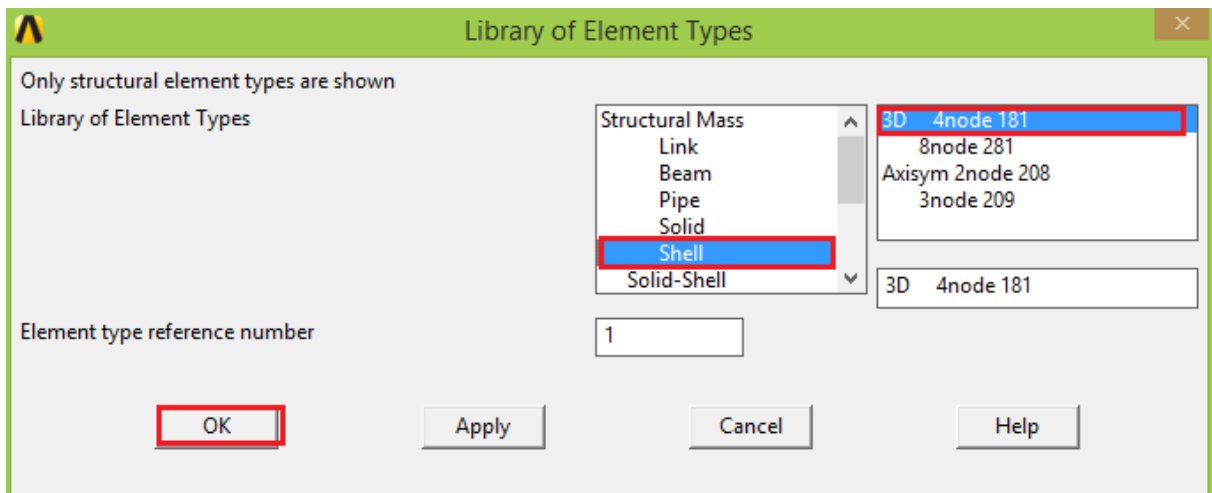 Library of Element Types
Only structural element types are shown
Library of Element Types
Structural Mass
Link
Beam
Pipe
Solid
Shell
Solid-Shell
3D 4node 181
8node 281
Axisym 2node 208
3node 209
3D 4node 181
Element type reference number
1
OK
Apply
Cancel
Help